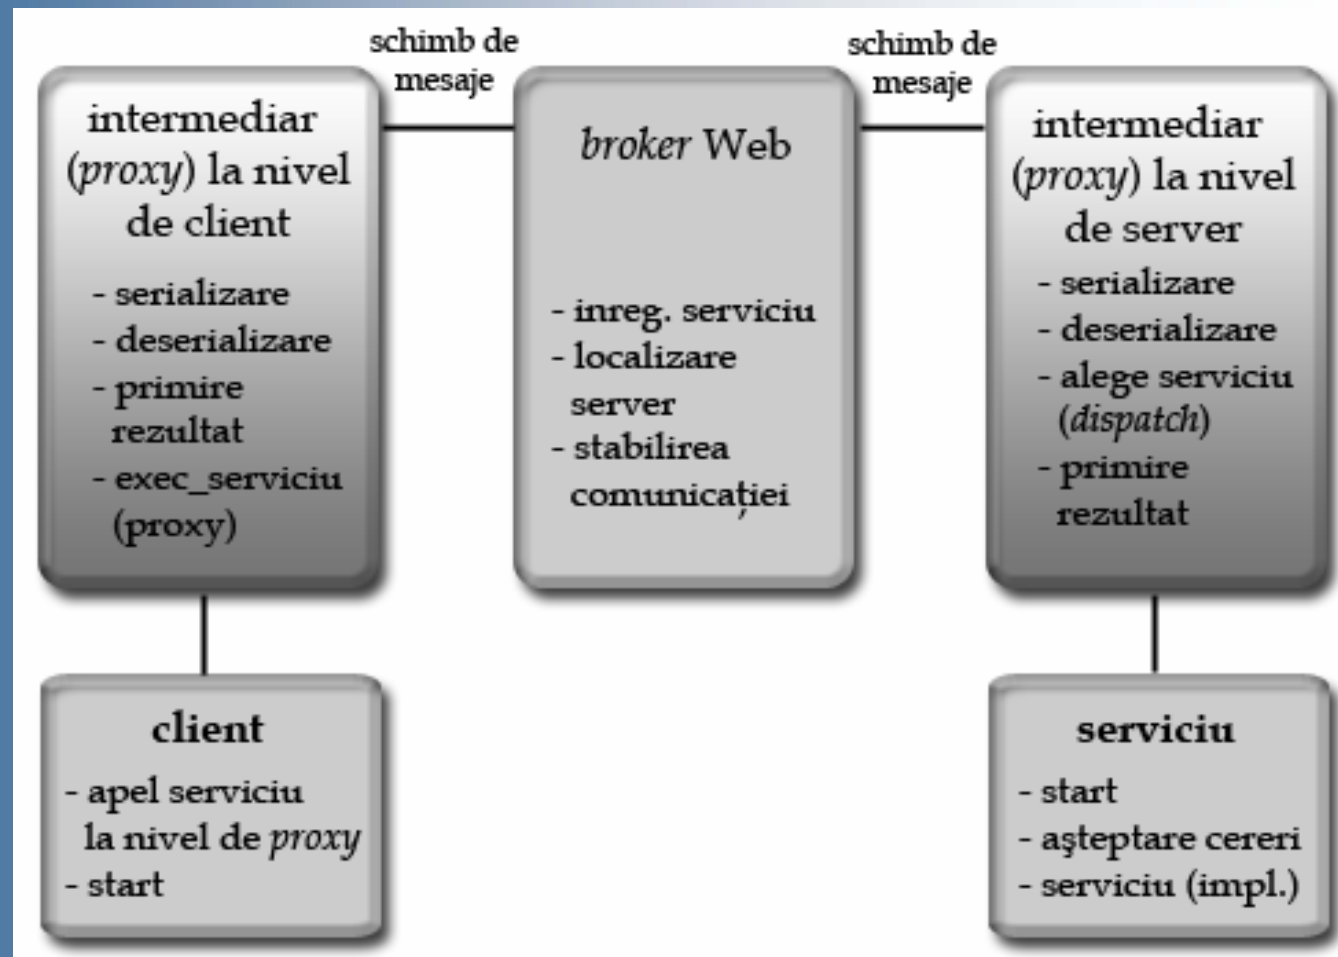 schimb de
mesaje
schimb de
mesaje
intermediar
(proxy) la nivel
de client
- serializare
- deserializare
- primire
rezultat
- exec_serviciu
(proxy)
broker Web
- inreg. serviciu
- localizare
server
- stabilirea
comunicației
intermediar
(proxy) la nivel
de server
- serializare
- deserializare
- alege serviciu
(dispatch)
- primire
rezultat
client
- apel serviciu
la nivel de proxy
- start
serviciu
- start
- aşteptare cereri
- serviciu (impl.)